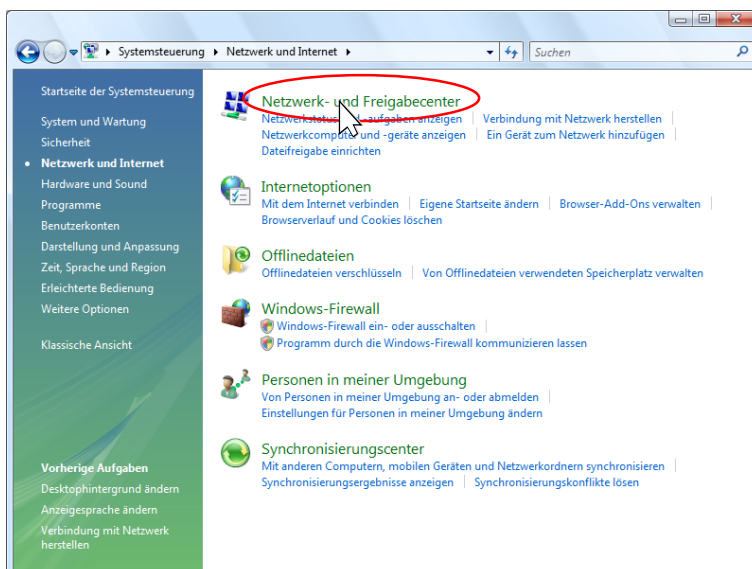 Systemsteuerung Netzwerk und Internet Suchen
Startseite der Systemsteuerung
System und Wartung
Sicherheit
Netzwerk und Internet
Hardware und Sound
Programme
Benutzerkonten
Darstellung und Anpassung
Zeit, Sprache und Region
Erleichterte Bedienung
Weitere Optionen
Klassische Ansicht
Vorherige Aufgaben
Desktophintergrund ändern
Anzeigesprache ändern
Verbindung mit Netzwerk
herstellen
Netzwerk- und Freigabecenter
Netzwerkstatus und -aufgaben anzeigen Verbindung mit Netzwerk herstellen
Netzwerkcomputer und -geräte anzeigen Ein Gerät zum Netzwerk hinzufügen
Dateifreigabe einrichten
Internetoptionen
Mit dem Internet verbinden Eigene Startseite ändern Browser-Add-Ons verwalten
Browserverlauf und Cookies löschen
Offlinedateien
Offlinedateien verschlüsseln Von Offlinedateien verwendeten Speicherplatz verwalten
Windows-Firewall
Windows-Firewall ein- oder ausschalten
Programm durch die Windows-Firewall kommunizieren lassen
Personen in meiner Umgebung
Von Personen in meiner Umgebung an- oder abmelden
Einstellungen für Personen in meiner Umgebung ändern
Synchronisierungscenter
Mit anderen Computern, mobilen Geräten und Netzwerkordnern synchronisieren
Synchronisierungsergebnisse anzeigen Synchronisierungskonflikte lösen